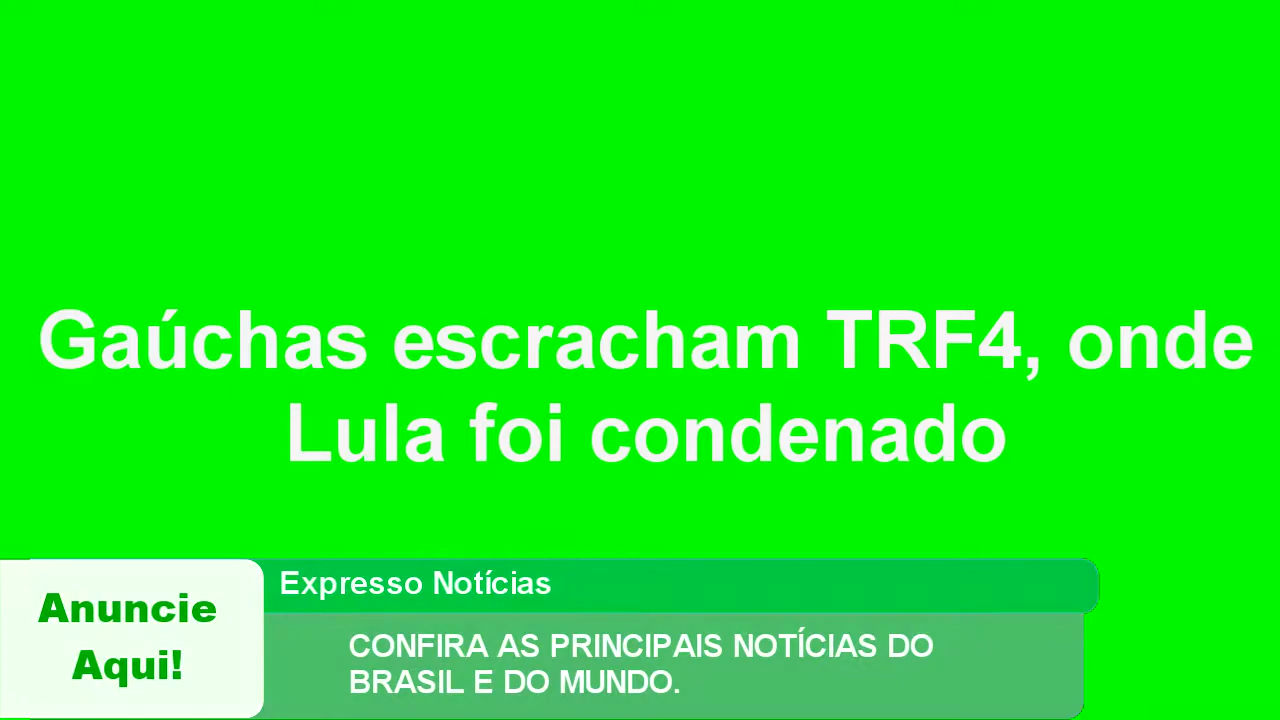 Gaúchas escracham TRF4, onde
Lula foi condenado
Anuncie
Aqui!
Expresso Notícias
CONFIRA AS PRINCIPAIS NOTÍCIAS DO
BRASIL E DO MUNDO.